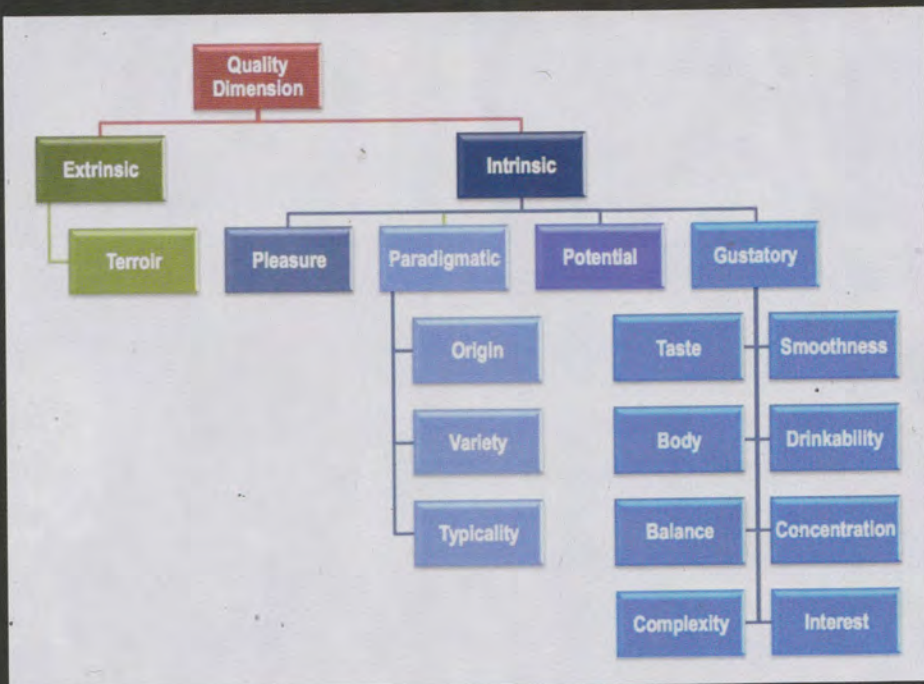 Quality
Dimension
Extrinsic
Intrinsic
Terroir
Pleasure
Paradigmatic
Potential
Gustatory
Origin
Taste
Smoothness
Variety
Body
Drinkability
Typicality
Balance
Concentration
Complexity
Interest